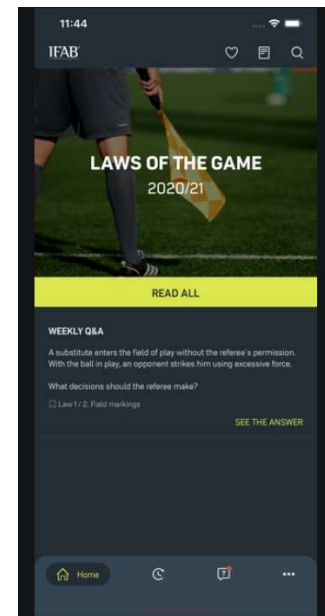 11:44
IFAB
LAWS OF THE GAME
2020/21
READ ALL
WEEKLY Q&A
A substitute enters the field of play without the referee's permission.
With the ball in play, an opponent strikes him using excessive force.
What decisions should the referee make?
Law 1 / 2. Field markings
SEE THE ANSWER
Home